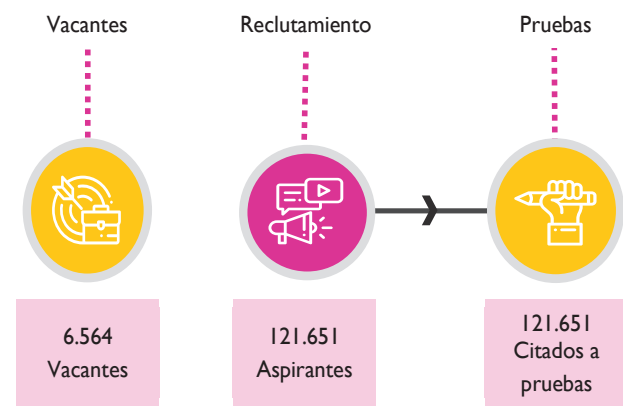 Vacantes
Reclutamiento
Pruebas
6.564
Vacantes
121.651
Aspirantes
121.651
Citados a
pruebas